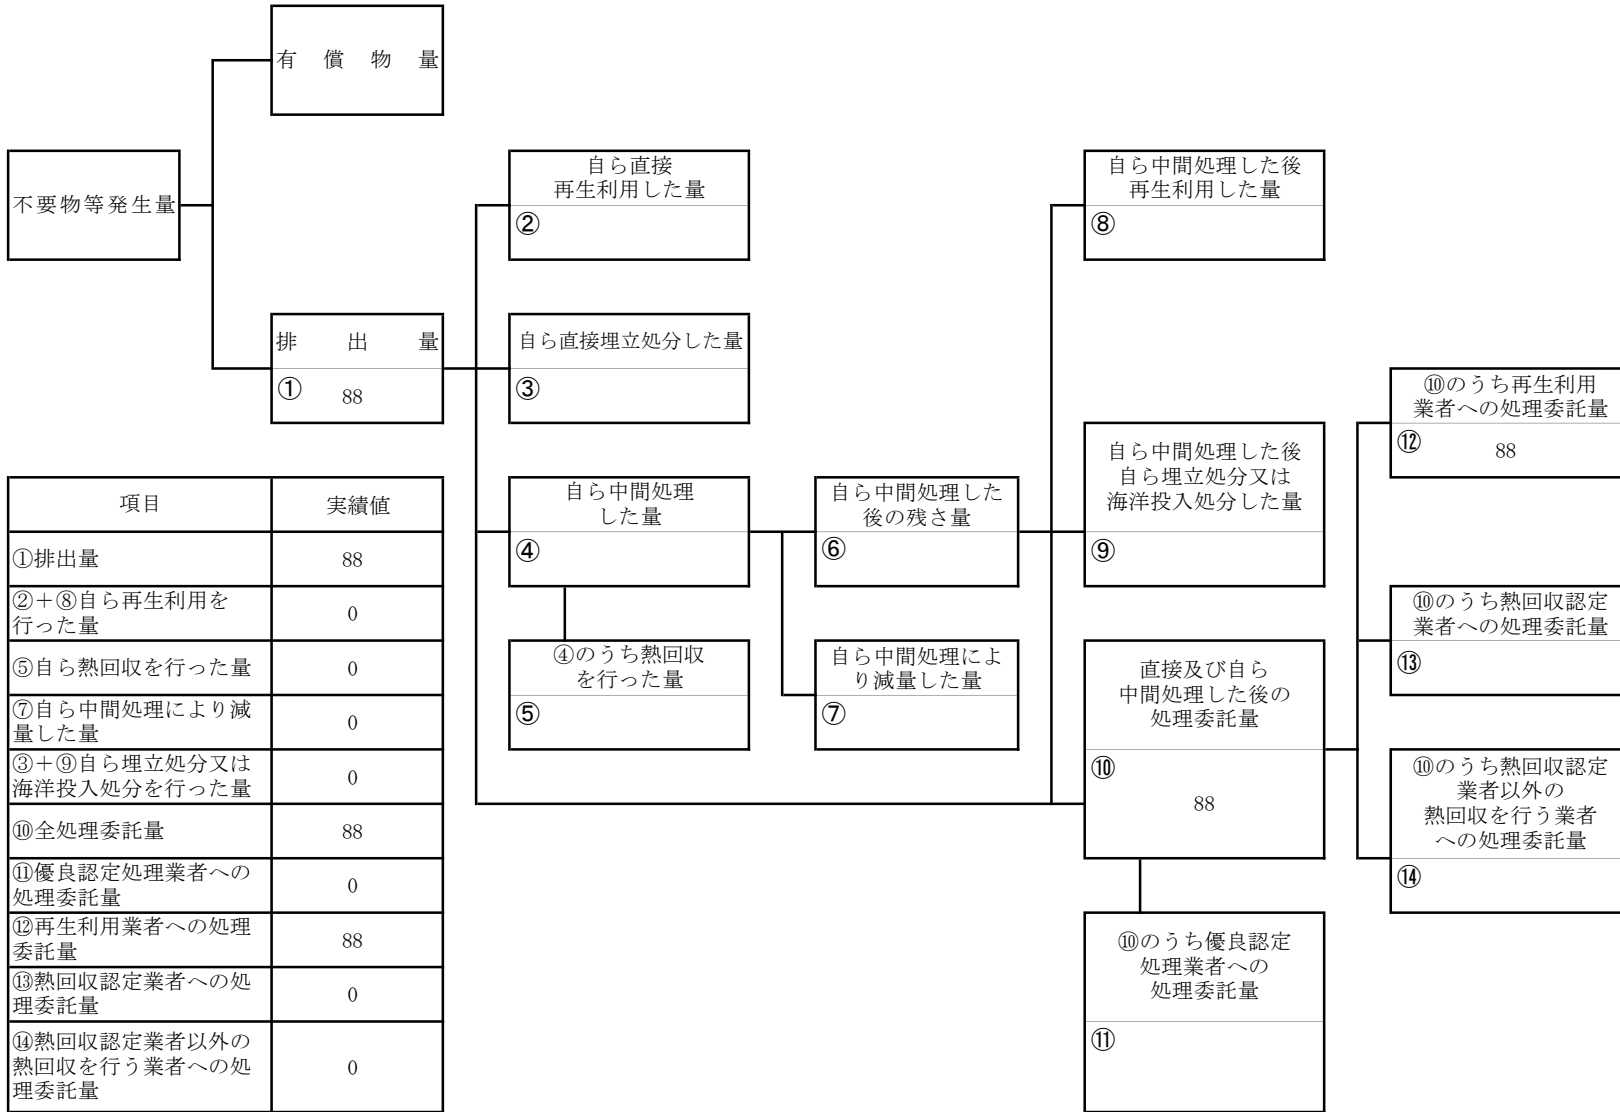 有償物量
不要物等発生量
排出量
①
88
自ら直接
再生利用した量
②
自ら直接埋立処分した量
③
自ら中間処理
した量
④
④のうち熱回収
を行った量
⑤
自ら中間処理した
後の残さ量
⑥
自ら中間処理によ
り減量した量
⑦
自ら中間処理した後
再生利用した量
⑧
自ら中間処理した後
自ら埋立処分又は
海洋投入処分した量
⑨
直接及び自ら
中間処理した後の
処理委託量
⑩
88
⑩のうち優良認定
処理業者への
処理委託量
⑪
⑩のうち再生利用
業者への処理委託量
⑫
88
⑩のうち熱回収認定
業者への処理委託量
⑬
⑩のうち熱回収認定
業者以外の
熱回収を行う業者
への処理委託量
⑭
項目 実績値
①排出量 88
②＋⑧自ら再生利用を
行った量 0
⑤自ら熱回収を行った量 0
⑦自ら中間処理により減
量した量 0
③＋⑨自ら埋立処分又は
海洋投入処分を行った量 0
⑩全処理委託量 88
⑪優良認定処理業者への
処理委託量 0
⑫再生利用業者への処理
委託量 88
⑬熱回収認定業者への処
理委託量 0
⑭熱回収認定業者以外の
熱回収を行う業者への処 0
理委託量